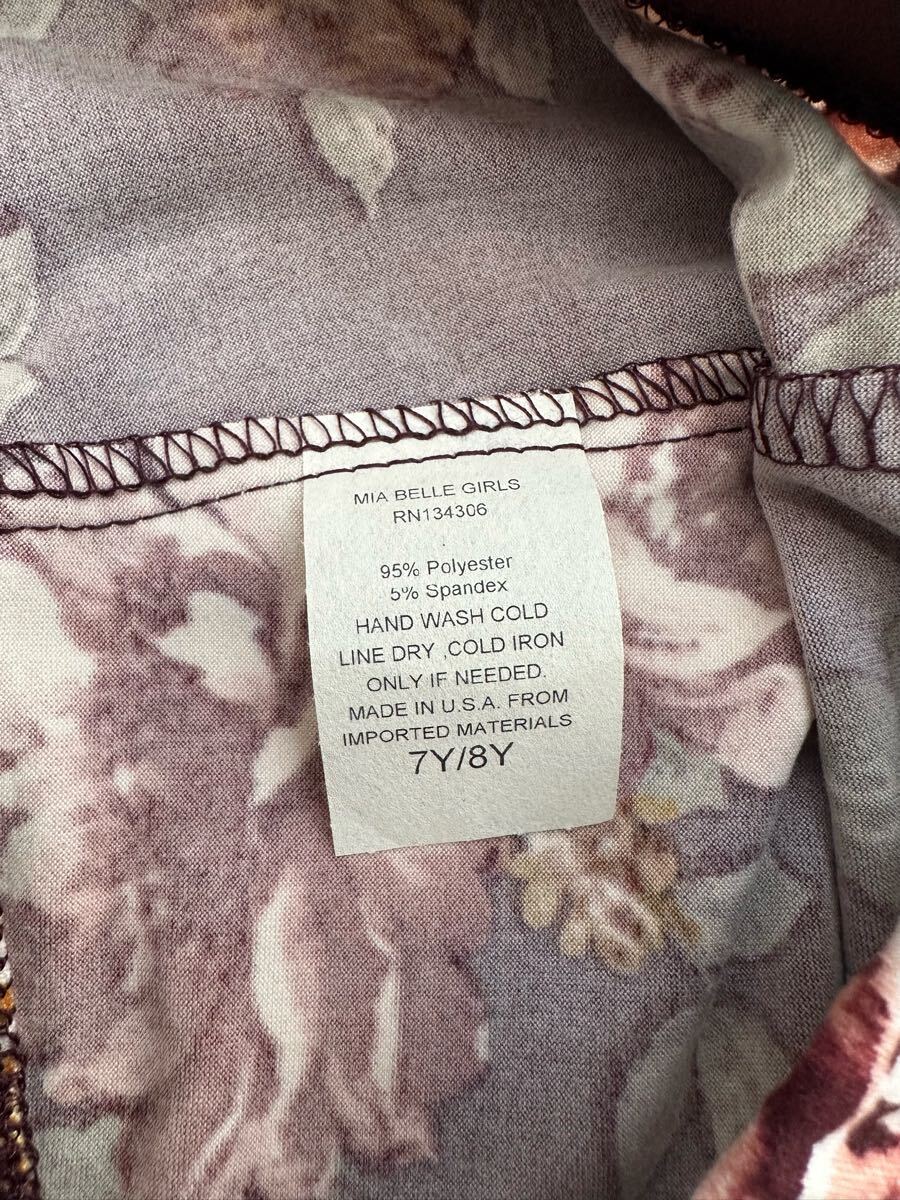 MIA BELLE GIRLS
RN134306
95% Polyester
5% Spandex
HAND WASH COLD
LINE DRY ,COLD IRON
ONLY IF NEEDED.
MADE IN U.S.A. FROM
IMPORTED MATERIALS
7Y/8Y